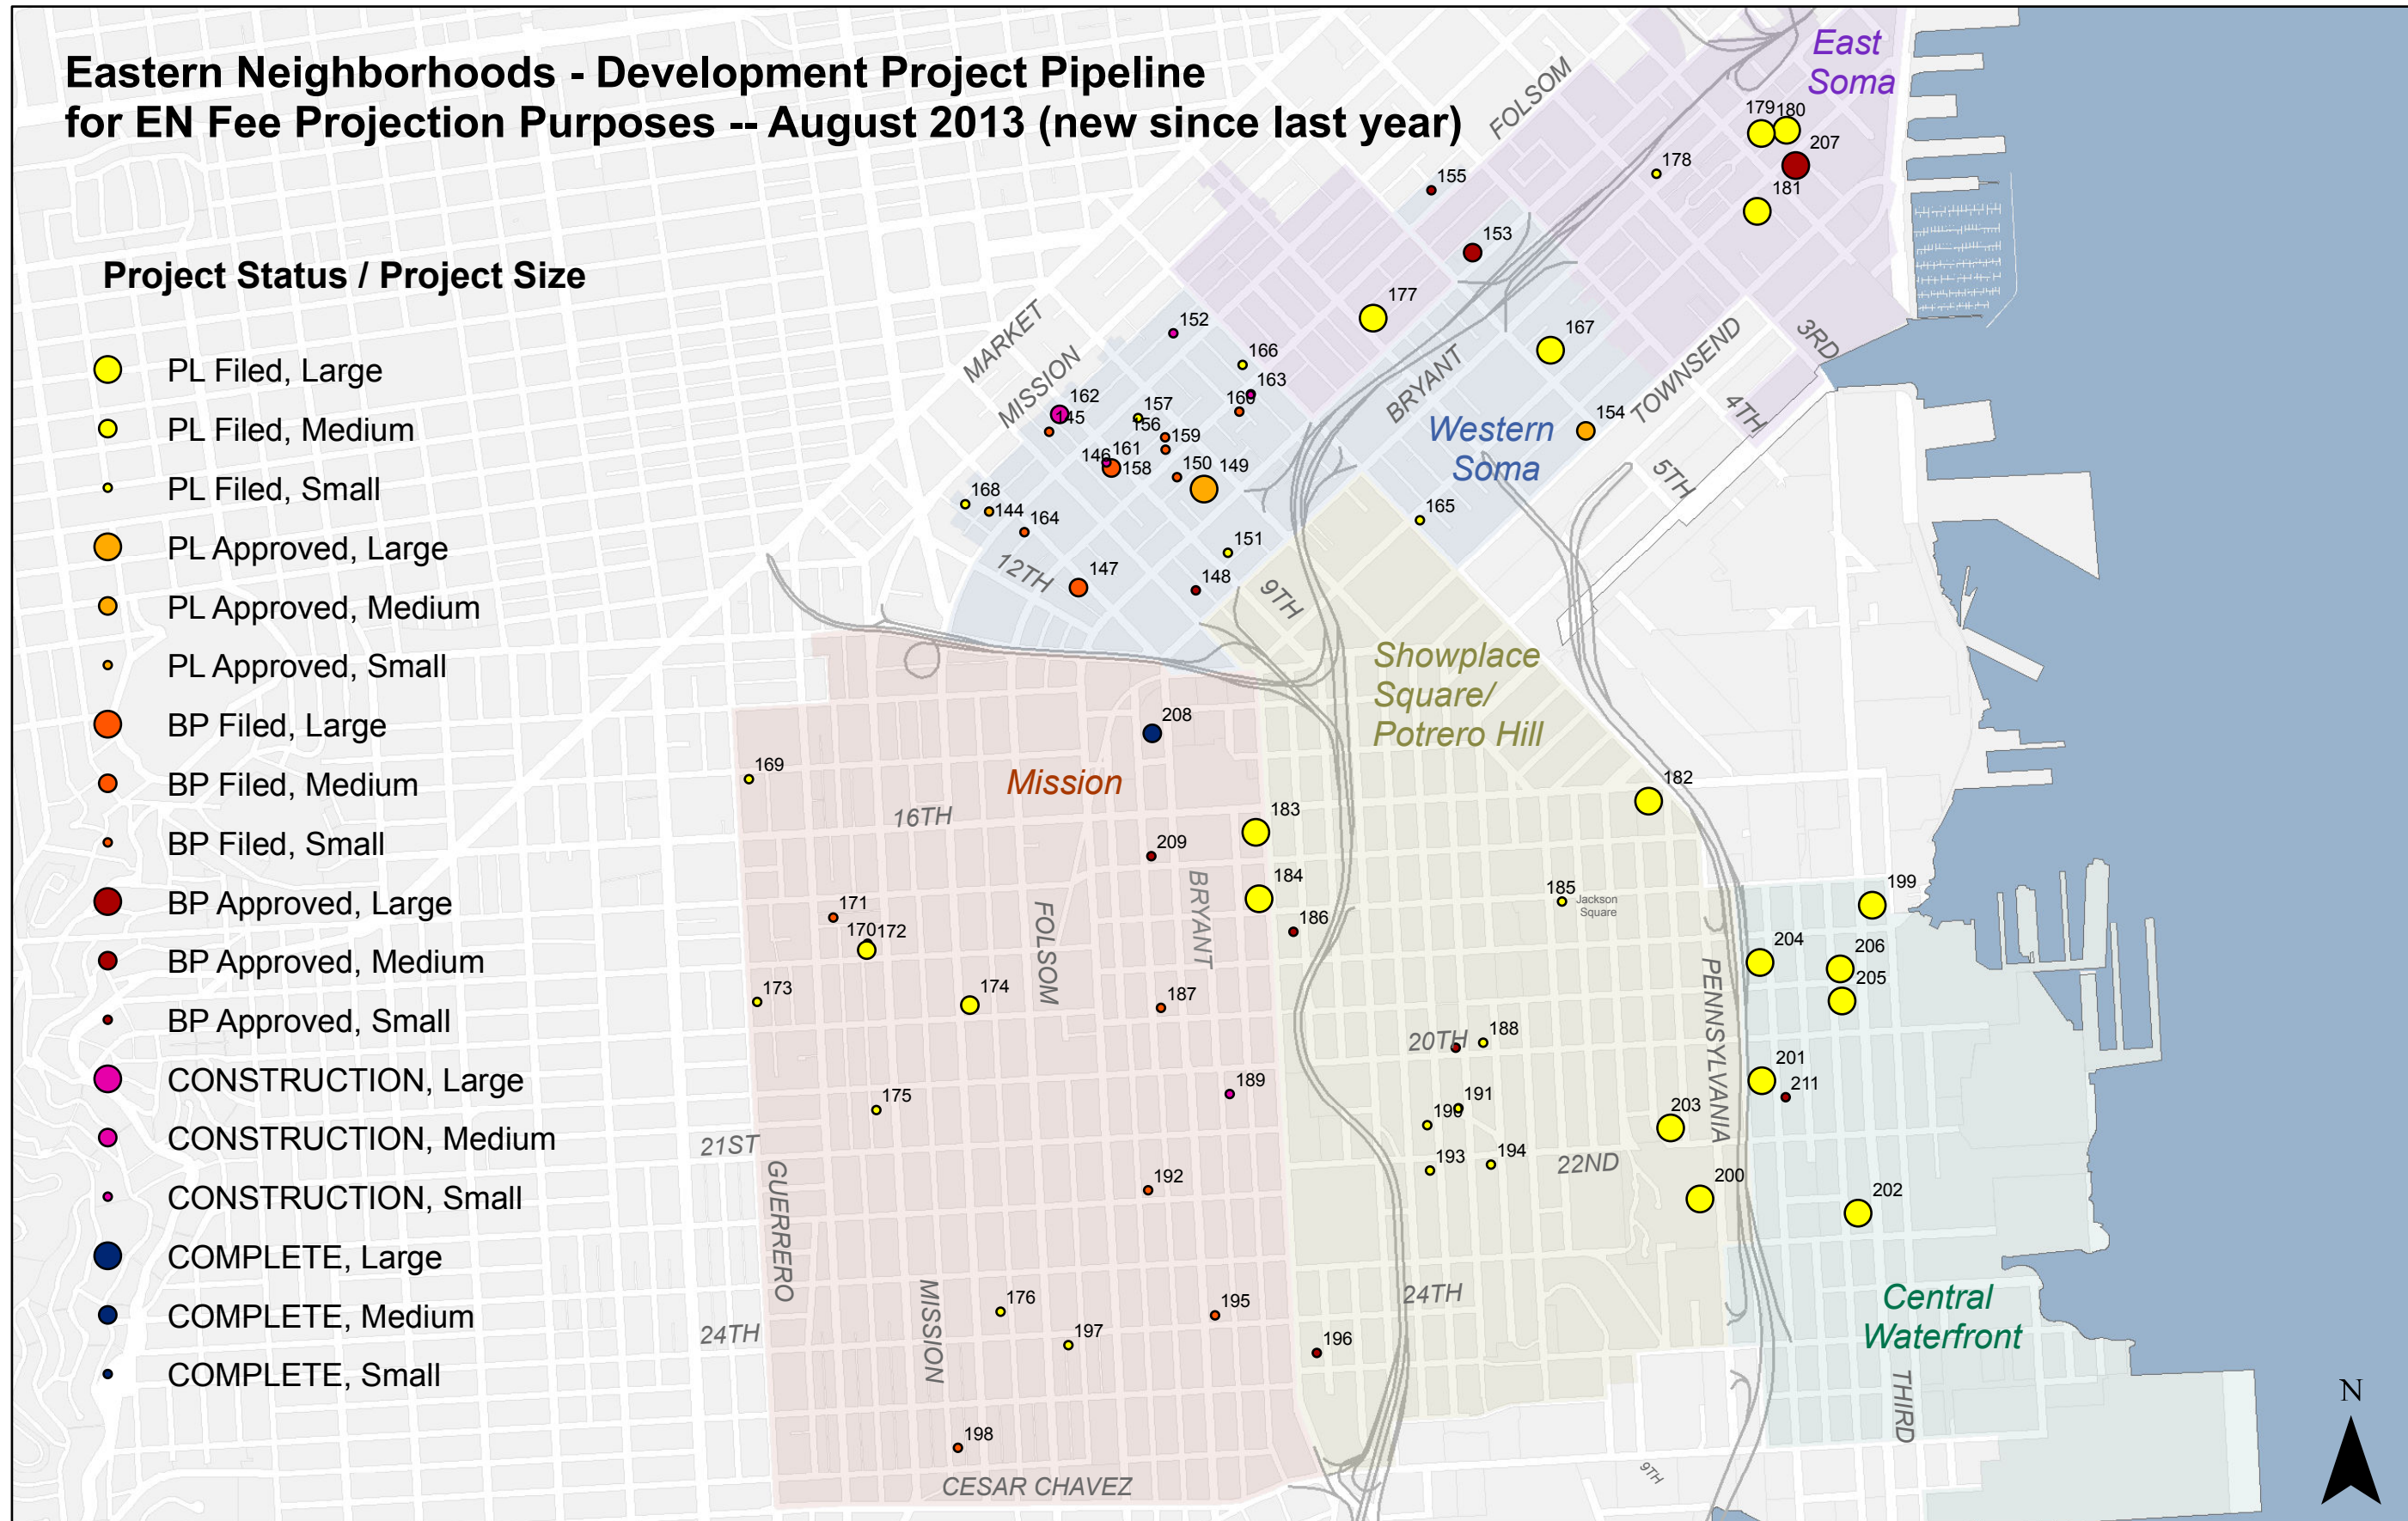 Eastern Neighborhoods - Development Project Pipeline
for EN Fee Projection Purposes -- August 2013 (new since last year)
Project Status / Project Size
PL Filed, Large
PL Filed, Medium
PL Filed, Small
PL Approved, Large
PL Approved, Medium
PL Approved, Small
BP Filed, Large
BP Filed, Medium
BP Filed, Small
BP Approved, Large
BP Approved, Medium
BP Approved, Small
CONSTRUCTION, Large
CONSTRUCTION, Medium
CONSTRUCTION, Small
COMPLETE, Large
COMPLETE, Medium
COMPLETE, Small
East
Soma
FOLSOM
179
180
207
178
181
155
153
177
167
152
MARKET
MISSION
166
163
160
162
145
157
156
159
146
161
158
150
149
BRYANT
TOWNSEND
3RD
4TH
5TH
154
Western
Soma
168
144
164
165
151
12TH
147
148
9TH
Showplace
Square/
Potrero Hill
208
169
Mission
182
16TH
183
209
184
BRYANT
185
Jackson
Square
199
171
170
172
FOLSOM
186
204
206
205
173
174
187
PENNSYLVANIA
20TH
188
201
211
175
189
191
190
203
21ST
193
194
22ND
GUERRERO
192
200
202
176
195
24TH
Central
Waterfront
24TH
MISSION
197
196
THIRD
N
198
9TH
CESAR CHAVEZ